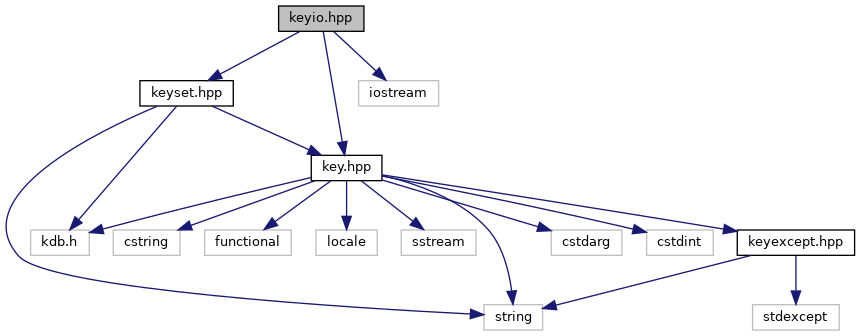 keyio.hpp
keyset.hpp
iostream
key.hpp
kdb.h
cstring
functional
locale
sstream
cstdarg
cstdint
keyexcept.hpp
string
stdexcept